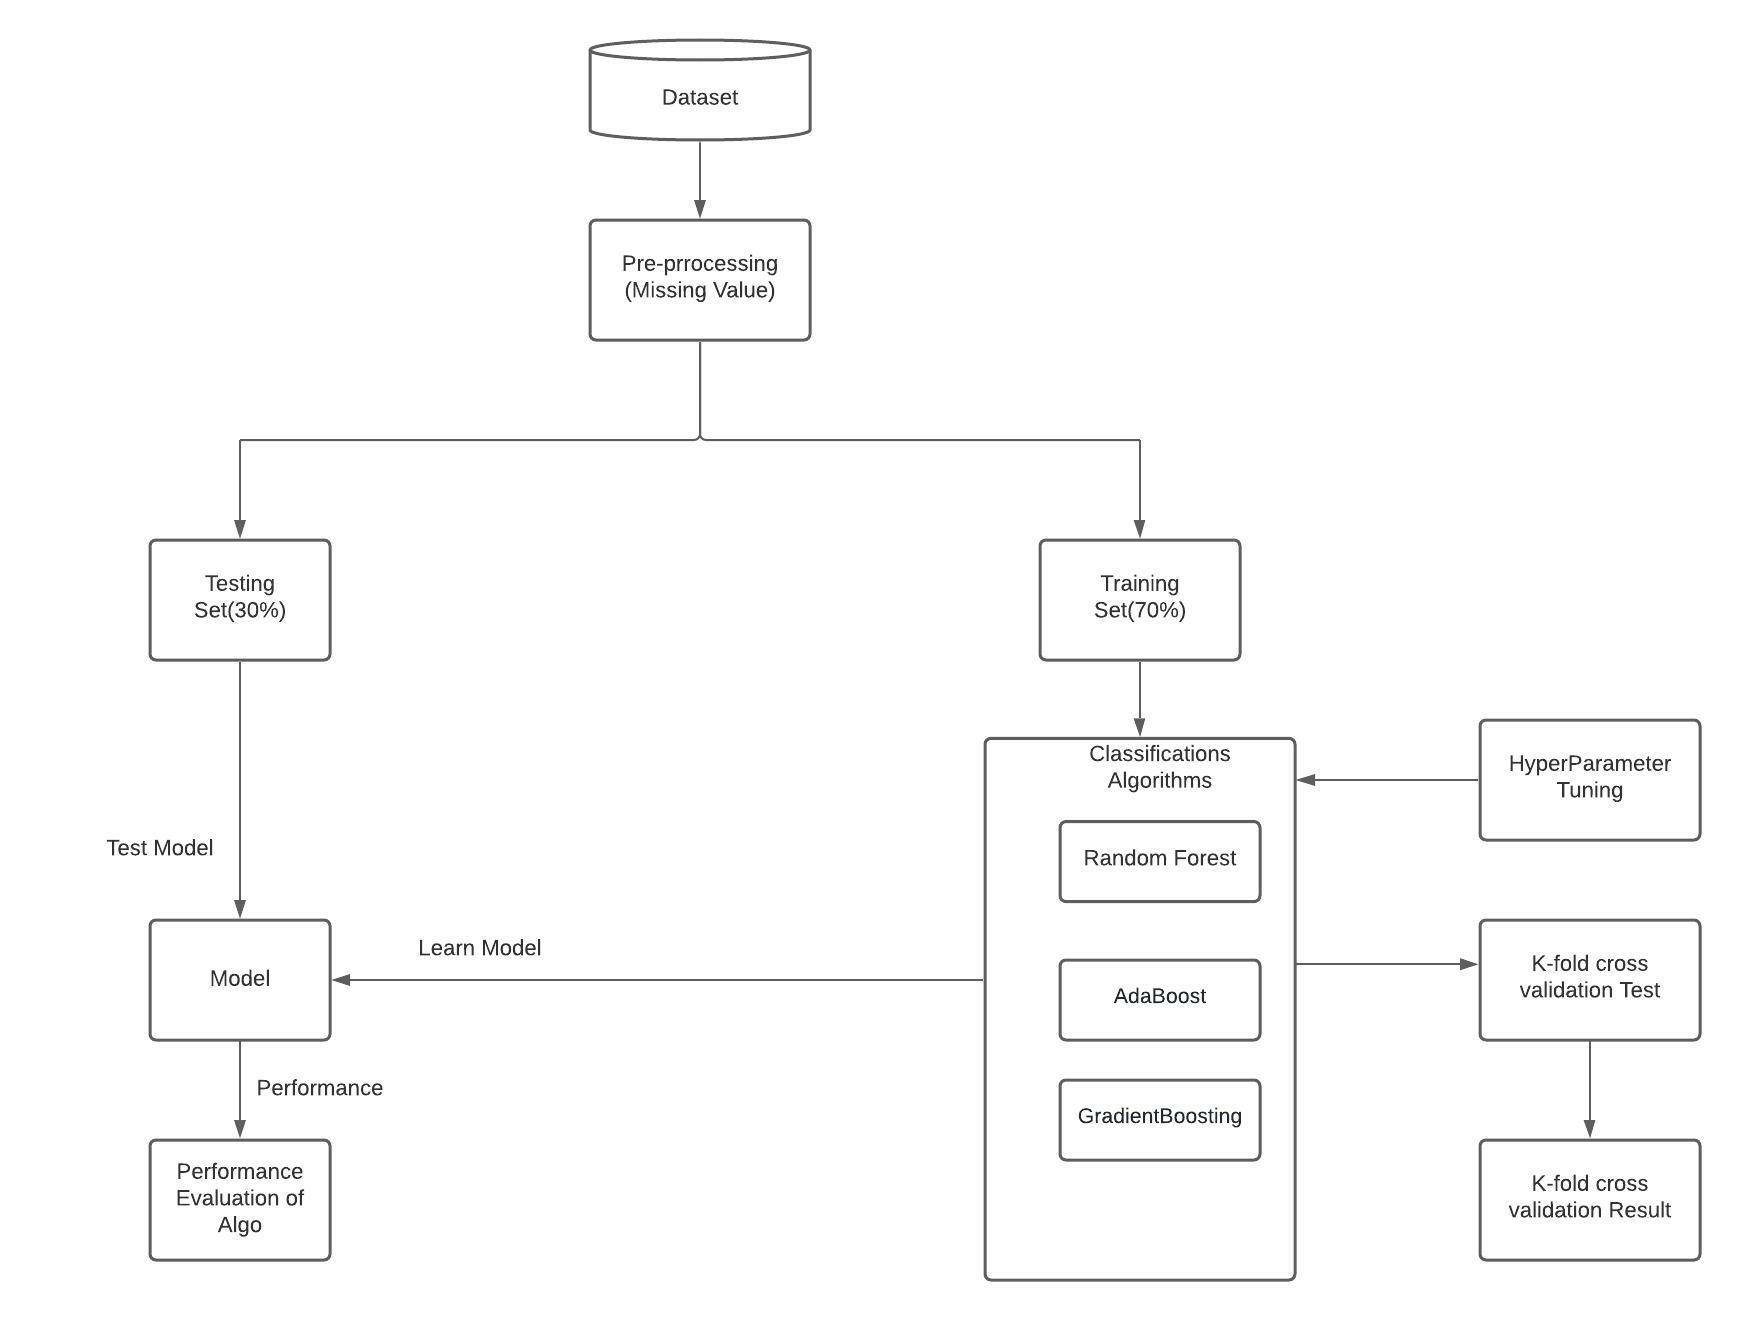 Dataset
Pre-prrocessing
(Missing Value)
Testing
Set(30%)
Training
Set(70%)
Classifications
Algorithms
HyperParameter
Tuning
Random Forest
Test Model
Learn Model
Model
AdaBoost
K-fold cross
validation Test
Performance
GradientBoosting
Performance
Evaluation of
Algo
K-fold cross
validation Result